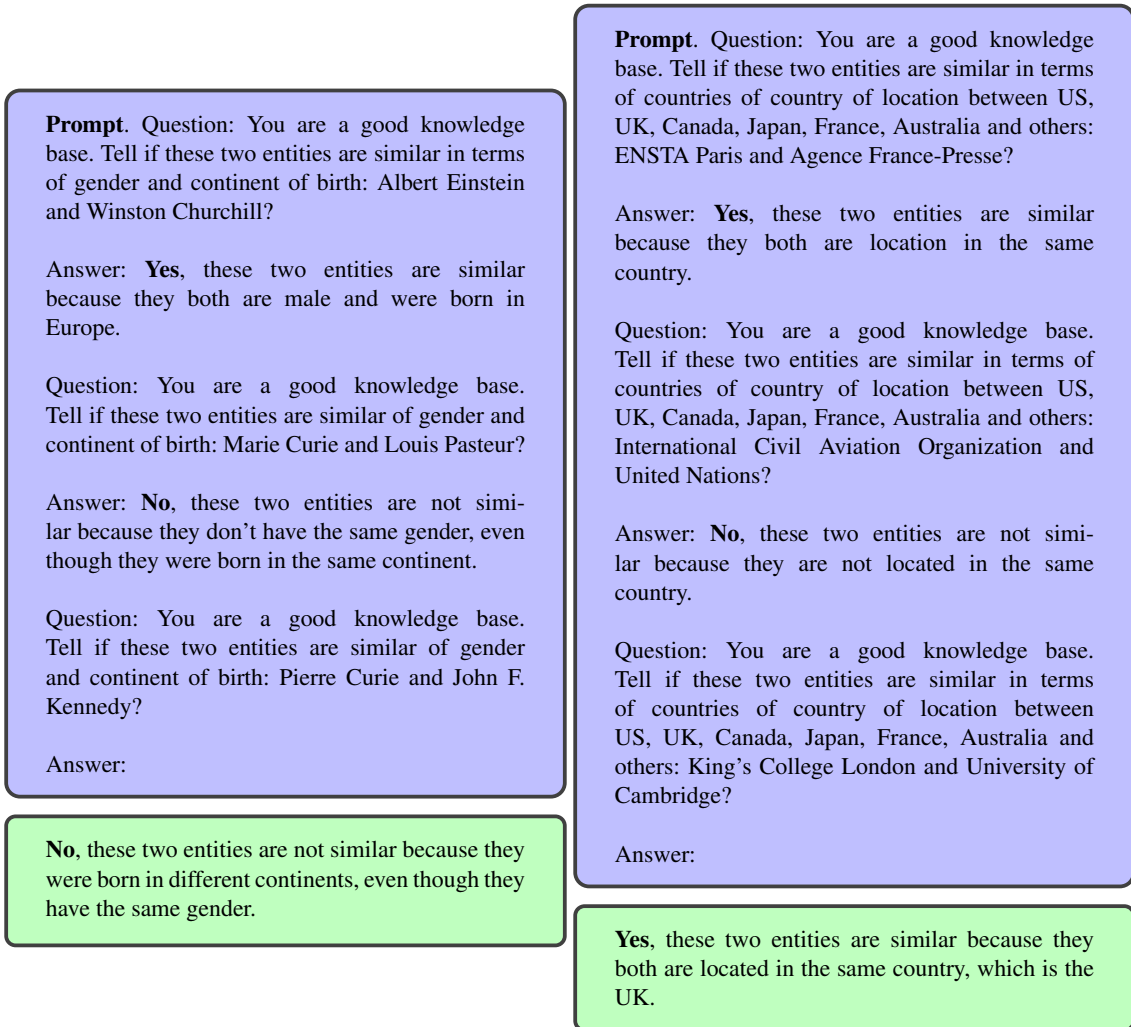 Prompt. Question: You are a good knowledge
base. Tell if these two entities are similar in terms
of gender and continent of birth: Albert Einstein
and Winston Churchill?
Answer: Yes, these two entities are similar
because they both are male and were born in
Europe.
Question: You are a good knowledge base.
Tell if these two entities are similar of gender and
continent of birth: Marie Curie and Louis Pasteur?
Answer: No, these two entities are not simi-
lar because they don't have the same gender, even
though they were born in the same continent.
Question: You are a good knowledge base.
Tell if these two entities are similar of gender
and continent of birth: Pierre Curie and John F.
Kennedy?
Answer:
No, these two entities are not similar because they
were born in different continents, even though they
have the same gender.
Prompt. Question: You are a good knowledge
base. Tell if these two entities are similar in terms
of countries of country of location between US,
UK, Canada, Japan, France, Australia and others:
ENSTA Paris and Agence France-Presse?
Answer: Yes, these two entities are similar
because they both are location in the same
country.
Question: You are a good knowledge base.
Tell if these two entities are similar in terms of
countries of country of location between US,
UK, Canada, Japan, France, Australia and others:
International Civil Aviation Organization and
United Nations?
Answer: No, these two entities are not simi-
lar because they are not located in the same
country.
Question: You are a good knowledge base.
Tell if these two entities are similar in terms
of countries of country of location between
US, UK, Canada, Japan, France, Australia and
others: King's College London and University of
Cambridge?
Answer:
Yes, these two entities are similar because they
both are located in the same country, which is the
UK.